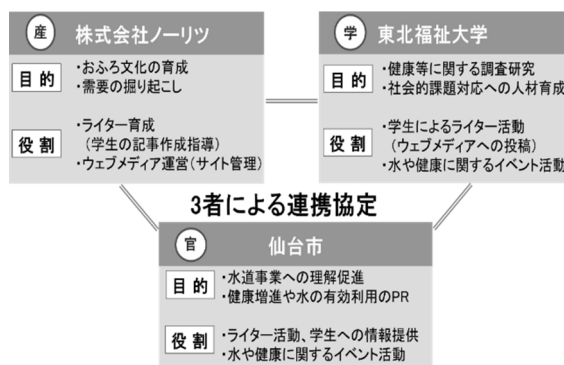 産 株式会社ノーリツ
目的
・おふろ文化の育成
・需要の掘り起こし
役割
・ライター育成
(学生の記事作成指導)
・ウェブメディア運営(サイト管理)
学 東北福祉大学
目的
・健康等に関する調査研究
・社会的課題対応への人材育成
役割
・学生によるライター活動
(ウェブメディアへの投稿)
・水や健康に関するイベント活動
3者による連携協定
官 仙台市
目的
・水道事業への理解促進
・健康増進や水の有効利用のPR
役割
・ライター活動、学生への情報提供
・水や健康に関するイベント活動